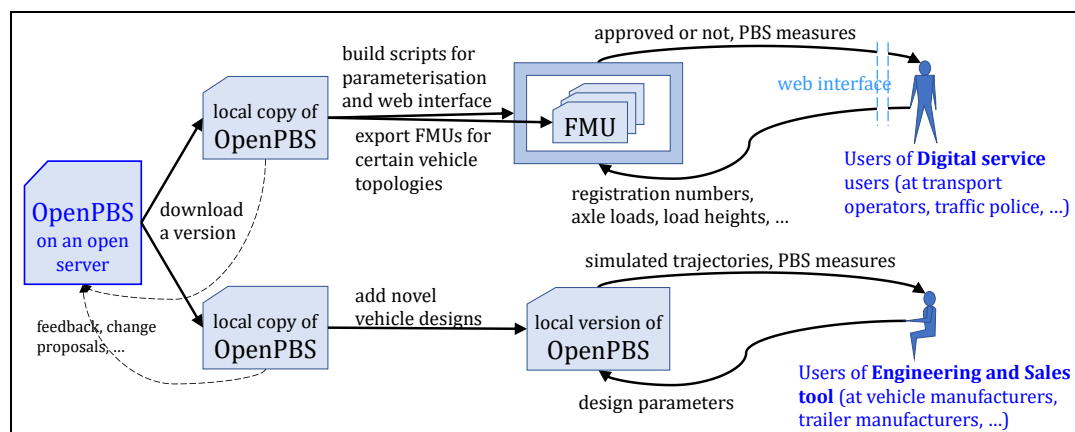 OpenPBS
on an open
server
download
a version
feedback, change
proposals, ...
local copy of
OpenPBS
build scripts for
parameterisation
and web interface
export FMUs for
certain vehicle
topologies
FMU
approved or not, PBS measures
web interface
registration numbers,
axle loads, load heights, ...
Users of Digital service
users (at transport
operators, traffic police, ...)
local copy of
OpenPBS
add novel
vehicle designs
local version of
OpenPBS
simulated trajectories, PBS measures
design parameters
Users of Engineering and Sales
tool (at vehicle manufacturers,
trailer manufacturers, ...)